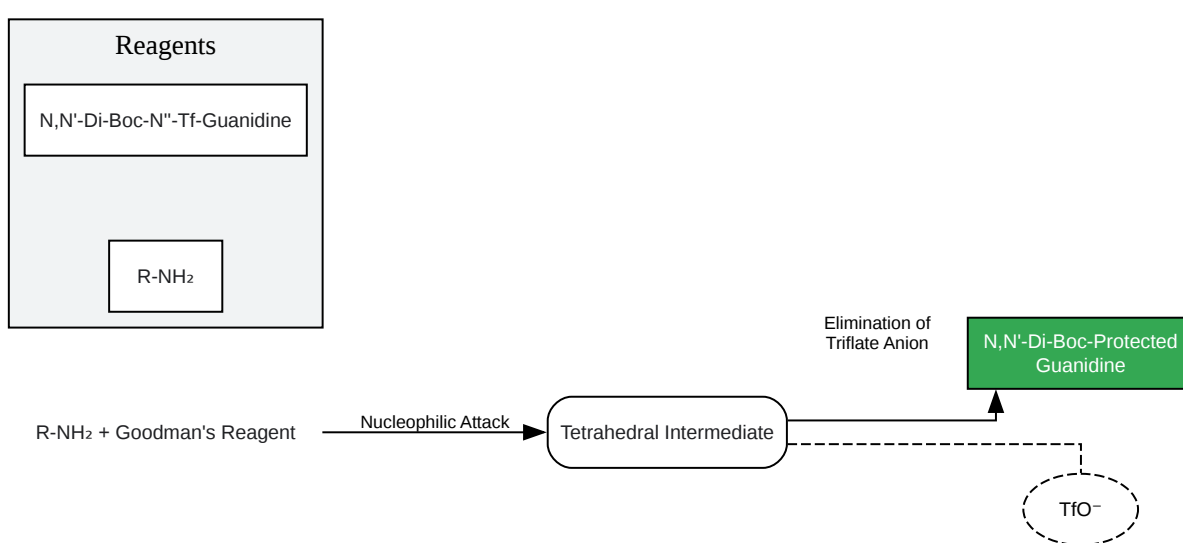 Reagents
N,N'-Di-Boc-N''-Tf-Guanidine
R-NH₂
Elimination of
Triflate Anion
N,N'-Di-Boc-Protected
Guanidine
R-NH₂ + Goodman's Reagent
Nucleophilic Attack
Tetrahedral Intermediate
TfO⁻